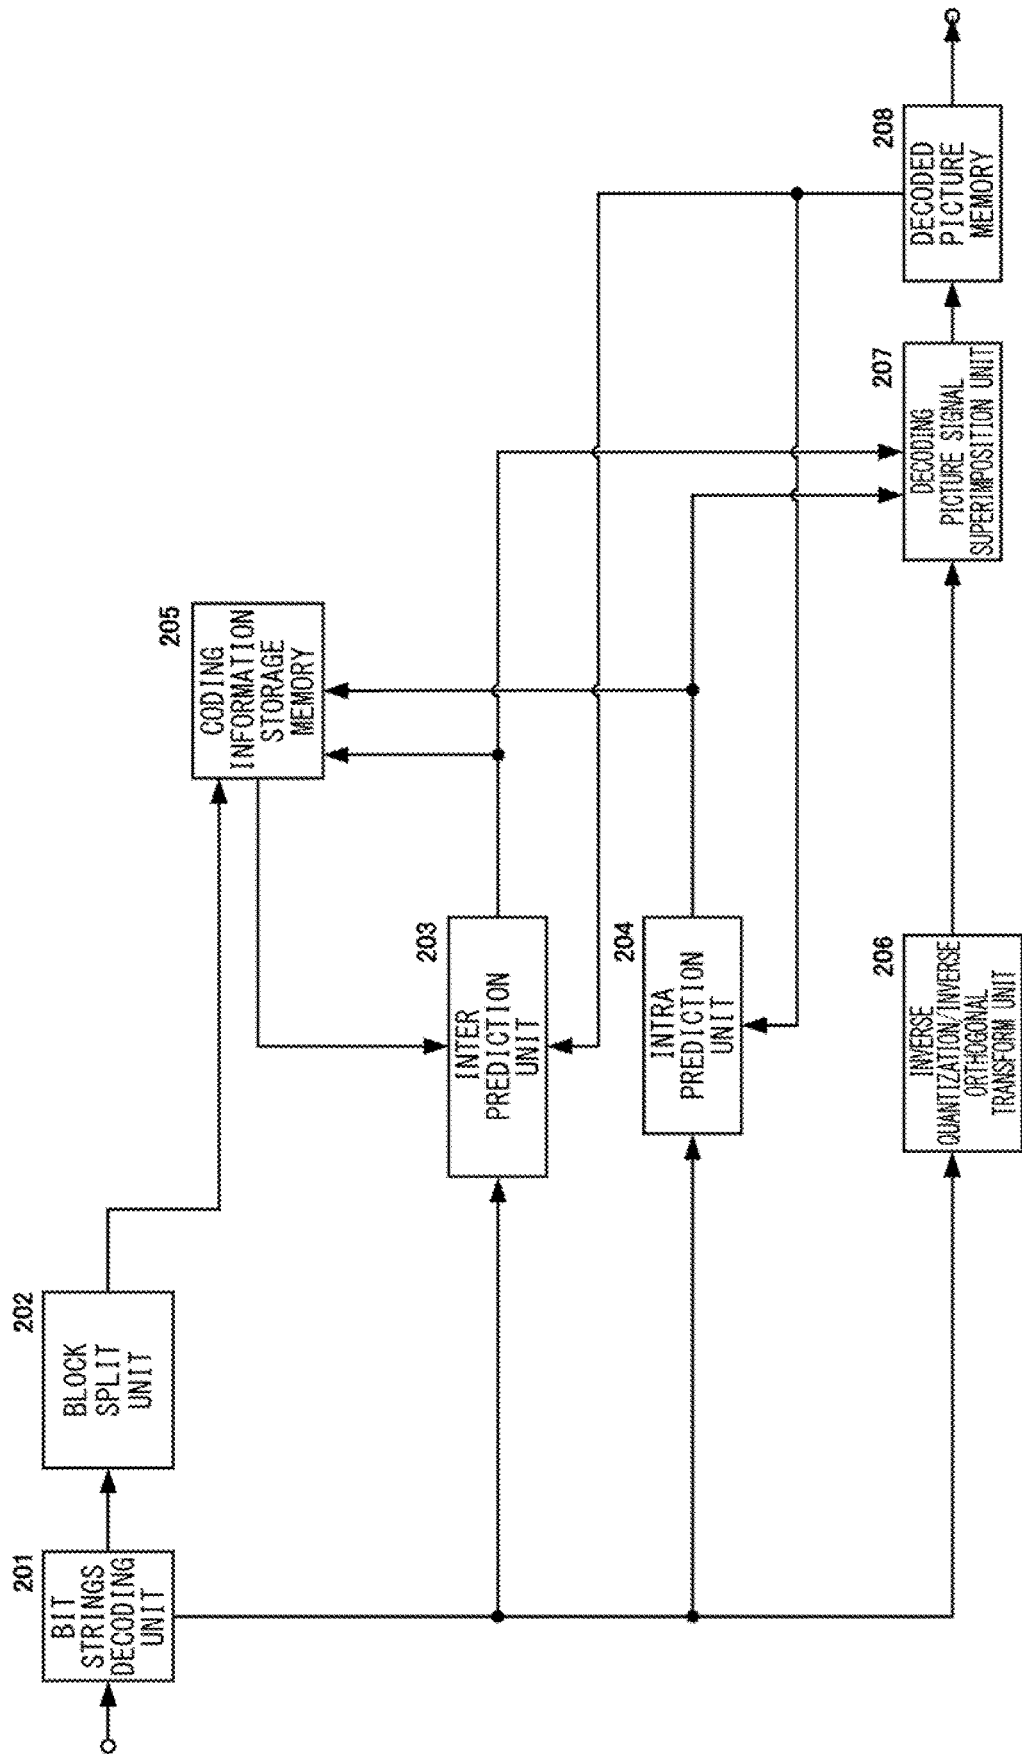 201
BIT
STRINGS
DECODING
UNIT
202
BLOCK
SPLIT
UNIT
205
CODING
INFORMATION
STORAGE
MEMORY
203
INTER
PREDICTION
UNIT
204
INTRA
PREDICTION
UNIT
206
INVERSE
QUANTIZATION/INVERSE
ORTHOGONAL
TRANSFORM UNIT
207
DECODING
PICTURE SIGNAL
SUPERIMPOSITION UNIT
208
DECODED
PICTURE
MEMORY